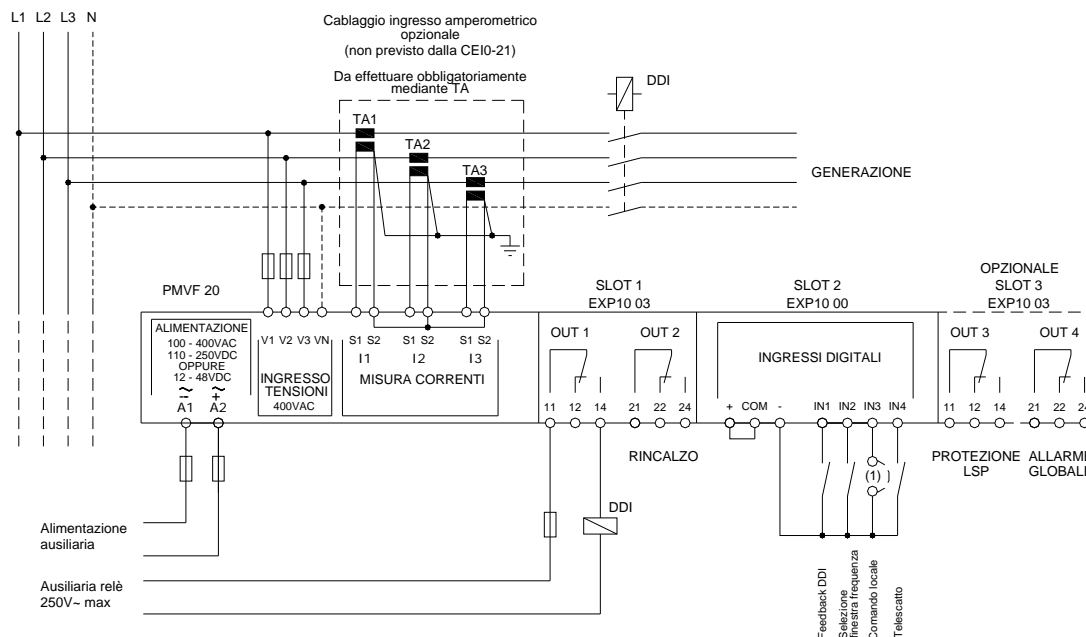 L1 L2 L3 N
Cablaggio ingresso amperometrico
opzionale
(non previsto dalla CEI0-21)
Da effettuare obbligatoriamente
mediante TA
DDI
TA1
TA2
TA3
GENERAZIONE
PMVF 20
SLOT 1
EXP10 03
SLOT 2
EXP10 00
OPZIONALE
SLOT 3
EXP10 03
ALIMENTAZIONE
100 - 400VAC
110 - 250VDC
OPPURE
12 - 48VDC
~ ~
- +
A1 A2
V1 V2 V3 VN
INGRESSO
TENSIONI
400VAC
S1 S2 S1 S2 S1 S2
I1 I2 I3
MISURA CORRENTI
OUT 1 OUT 2
11 12 14 21 22 24
INGRESSI DIGITALI
+ COM - IN1 IN2 IN3 IN4
OUT 3 OUT 4
11 12 14 21 22 24
RINCALZO
PROTEZIONE
LSP
ALLARME
GLOBALE
(1)
DDI
Alimentazione
ausiliaria
Ausiliaria relè
250V~ max
Feedback DDI
Selezione
finestra frequenza
Comando locale
Telescatto